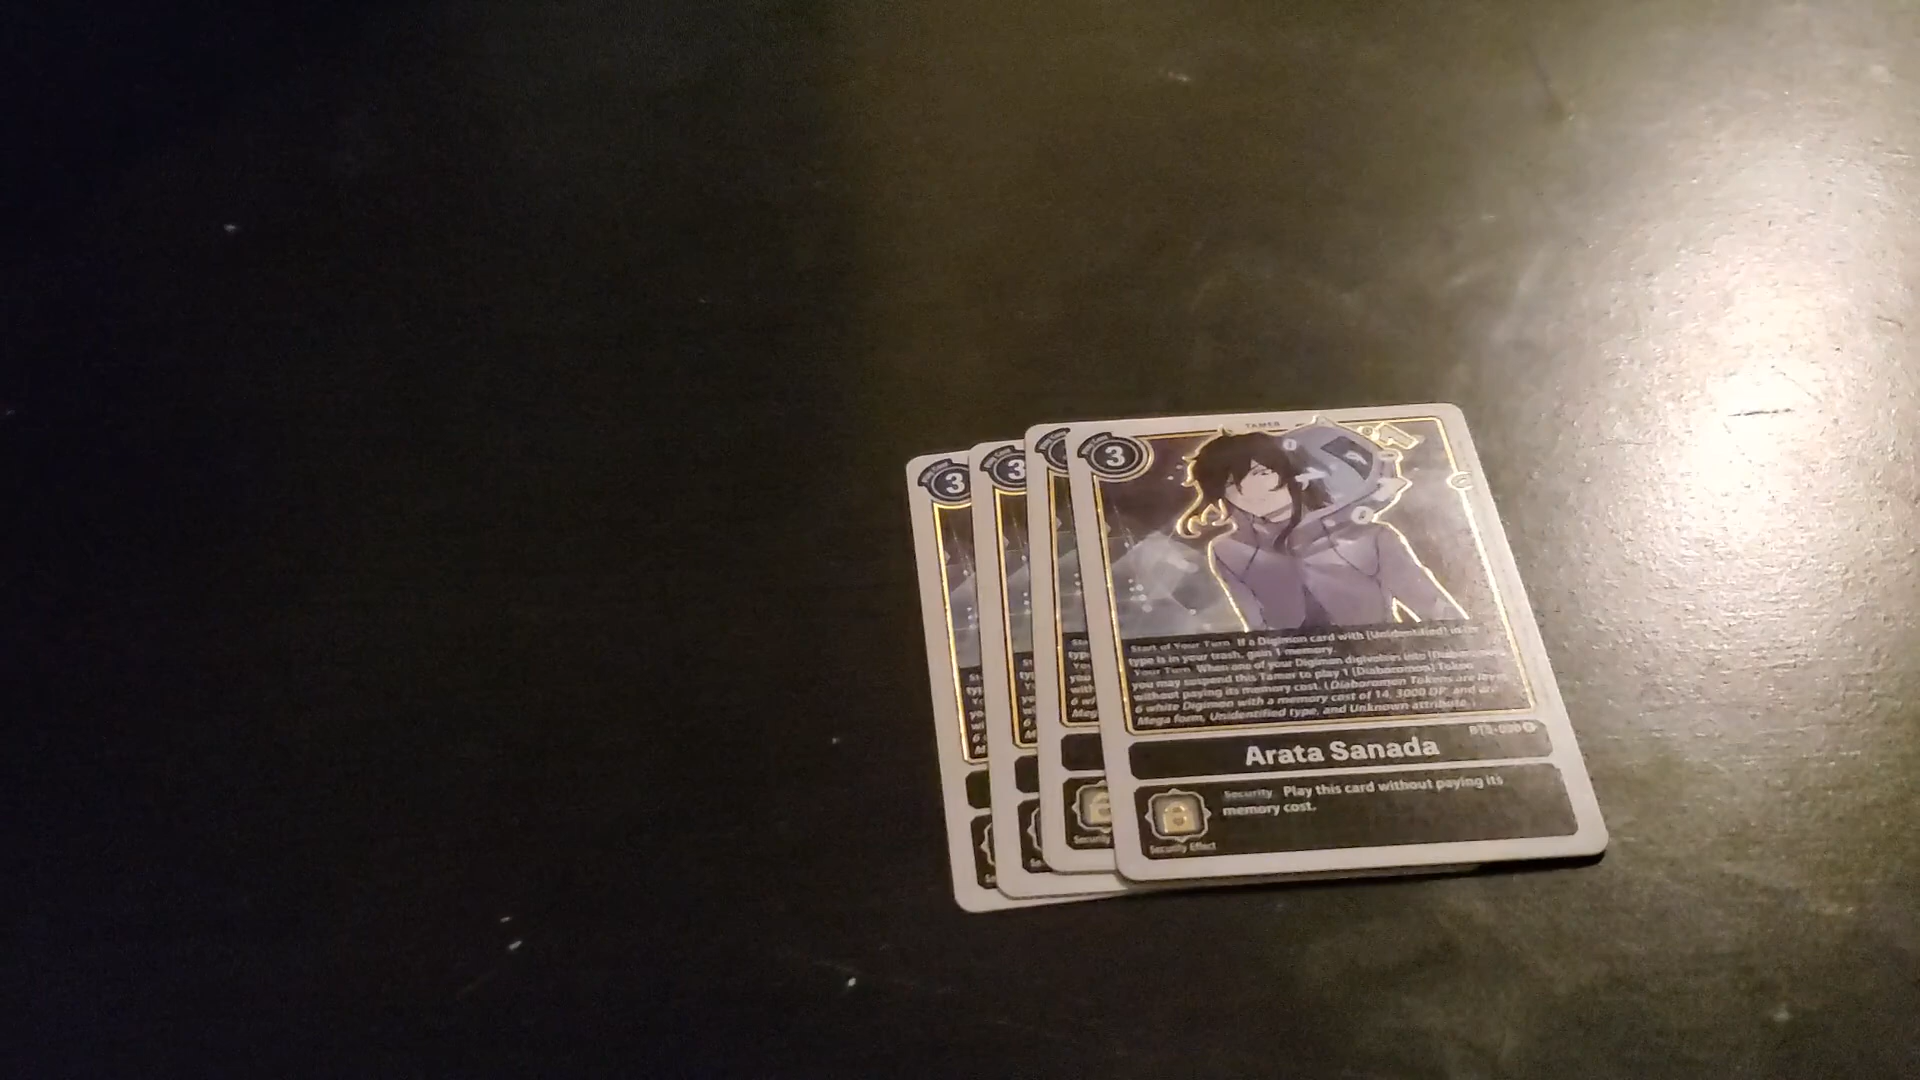 3
3
3
TAMER
Start of Your Turn If a Digimon card with [Unidentified] in its
type is in your trash, gain 1 memory.
Your Turn When one of your Digimon digivolves into
you may suspend this Tamer to play 1 [Diaboromon] Token
without paying its memory cost. (Diaboromon Tokens are level
6 white Digimon with a memory cost of 14, 3000 DP, and are
Mega form, Unidentified type, and Unknown attribute.)
Arata Sanada
Security Play this card without paying its
memory cost.
Security Effect